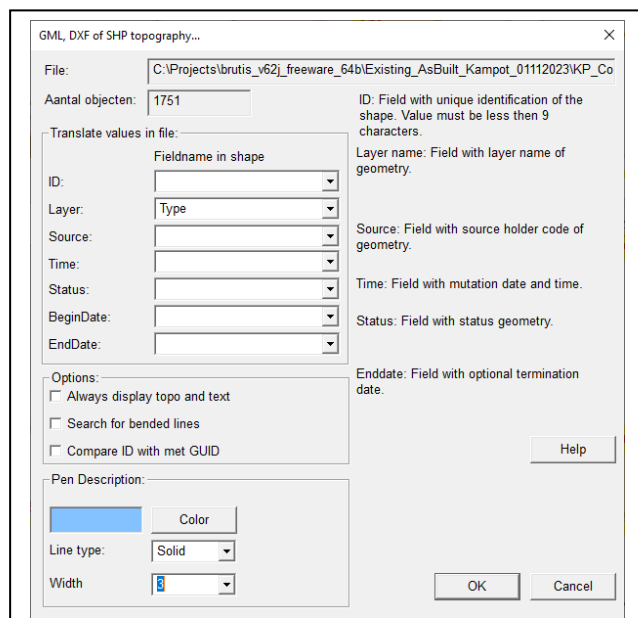 GML, DXF of SHP topography...
File: C:\Projects\brutis_v62j_freeware_64b\Existing_AsBuilt_Kampot_01112023\KP_Co
Aantal objecten: 1751
ID: Field with unique identification of the
shape. Value must be less then 9
characters.
Translate values in file:
Fieldname in shape
Layer name: Field with layer name of
geometry.
ID:
Layer: Type
Source:
Source: Field with source holder code of
geometry.
Time:
Time: Field with mutation date and time.
Status:
Status: Field with status geometry.
BeginDate:
EndDate:
Enddate: Field with optional termination
date.
Options:
Always display topo and text
Search for bended lines
Compare ID with met GUID
Help
Pen Description:
Color
Line type: Solid
Width 3
OK Cancel